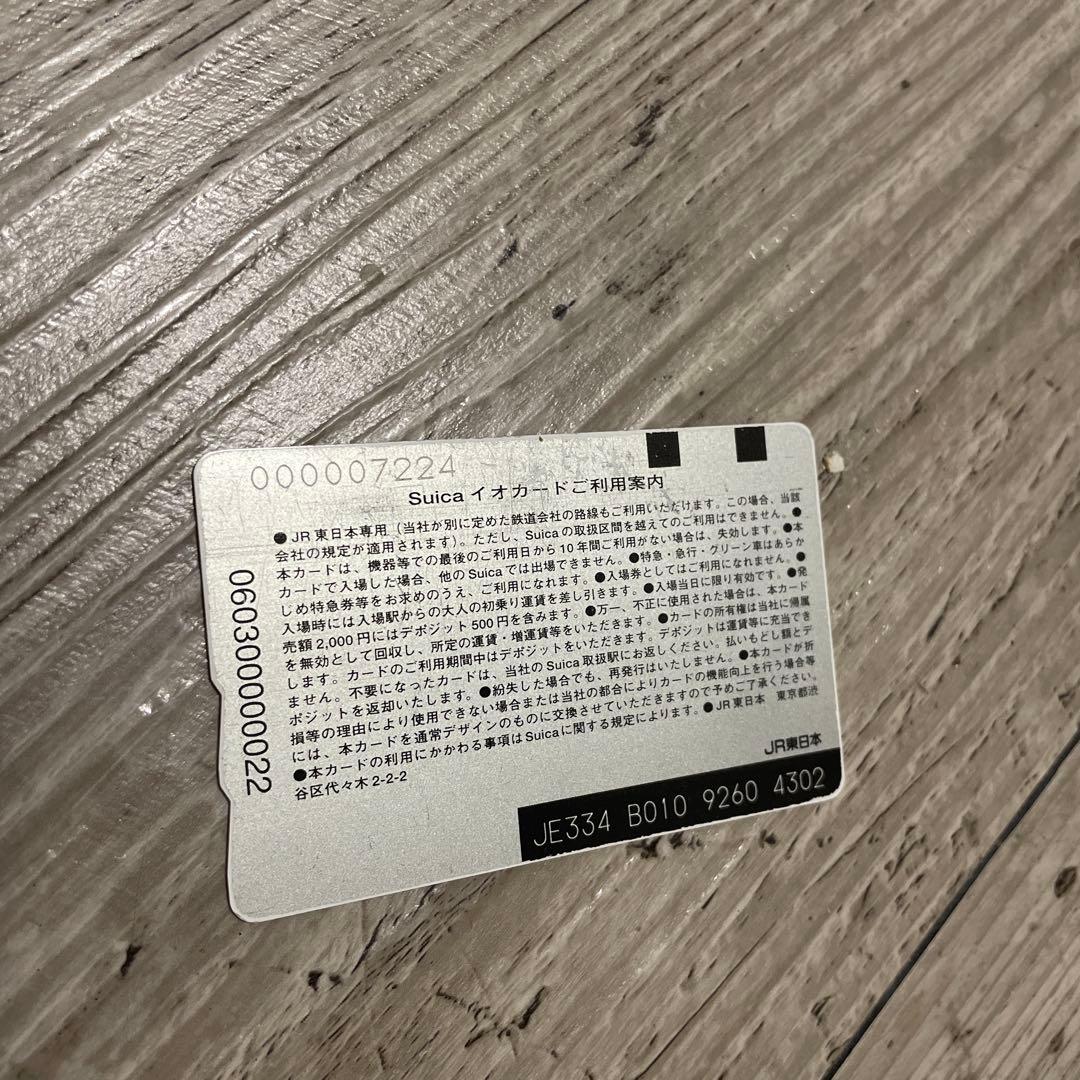 000007224
Suica イオカードご利用案内
●JR東日本専用（当社が別に定めた鉄道会社の路線もご利用いただけます。この場合、当該
会社の規定が適用されます）。ただし、Suicaの取扱区間を越えてのご利用はできません。●
本カードは、機器等での最後のご利用日から10年間ご利用がない場合は、失効します。●本
カードで入場した場合、他のSuicaでは出場できません。●特急・急行・グリーン車はあらか
じめ特急券等をお求めのうえ、ご利用になれます。●入場券としてはご利用になれません。●
入場時には入場駅からの大人の初乗り運賃を差し引きます。●入場当日に限り有効です。●発
売額2,000円にはデポジット500円を含みます。●万一、不正に使用された場合は、本カード
を無効として回収し、所定の運賃・増運賃等をいただきます。●カードの所有権は当社に帰属
します。カードのご利用期間中はデポジットをいただきます。デポジットは運賃等に充当でき
ません。不要になったカードは、当社のSuica取扱駅にお返しください。払いもどし額とデ
ポジットを返却いたします。●紛失した場合でも、再発行はいたしません。●本カードが折
損等の理由により使用できない場合または当社の都合によりカードの機能向上を行う場合等
には、本カードを通常デザインのものに交換させていただきますので予めご了承ください。
●本カードの利用にかかわる事項はSuicaに関する規定によります。●JR東日本 東京都渋
谷区代々木2-2-2
JR東日本
JE334 B010 9260 4302
0603000000022